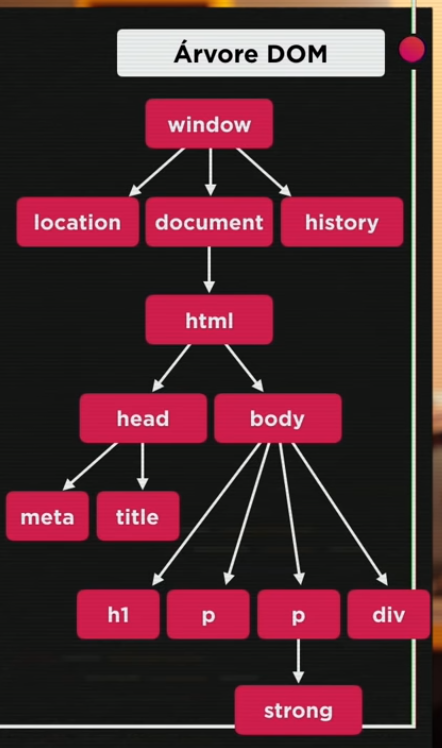 Árvore DOM
window
location document history
html
head body
meta title
h1 p p div
strong